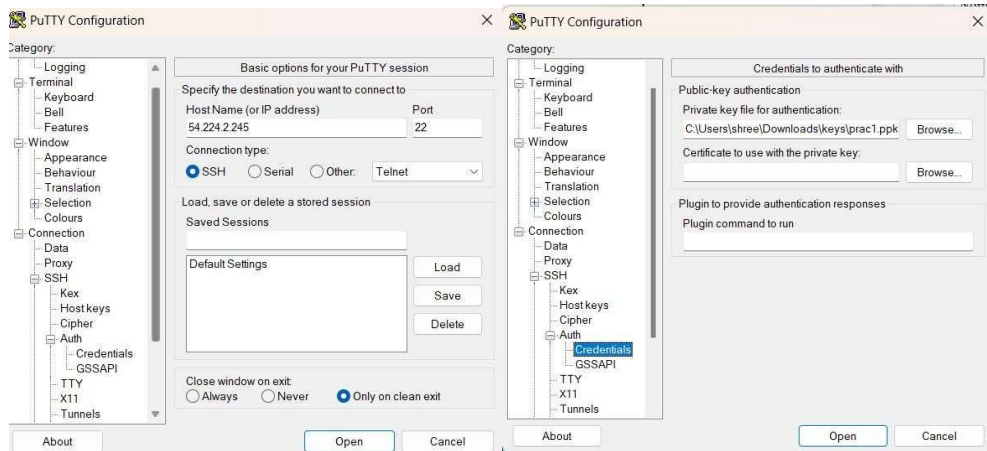 PuTTY Configuration
Category:
Logging
Terminal
Keyboard
Bell
Features
Window
Appearance
Behaviour
Translation
Selection
Colours
Connection
Data
Proxy
SSH
Kex
Host keys
Cipher
Auth
Credentials
GSSAPI
TTY
X11
Tunnels
Basic options for your PuTTY session
Specify the destination you want to connect to
Host Name (or IP address) Port
54.224.2.245 22
Connection type:
SSH Serial Other: Telnet
Load, save or delete a stored session
Saved Sessions
Default Settings
Load
Save
Delete
Close window on exit:
Always Never Only on clean exit
About Open Cancel
PuTTY Configuration
Category:
Logging
Terminal
Keyboard
Bell
Features
Window
Appearance
Behaviour
Translation
Selection
Colours
Connection
Data
Proxy
SSH
Kex
Host keys
Cipher
Auth
Credentials
GSSAPI
TTY
X11
Tunnels
Credentials to authenticate with
Public-key authentication
Private key file for authentication:
C:\Users\shree\Downloads\keys\prac1.ppk Browse...
Certificate to use with the private key:
Browse...
Plugin to provide authentication responses
Plugin command to run
About Open Cancel